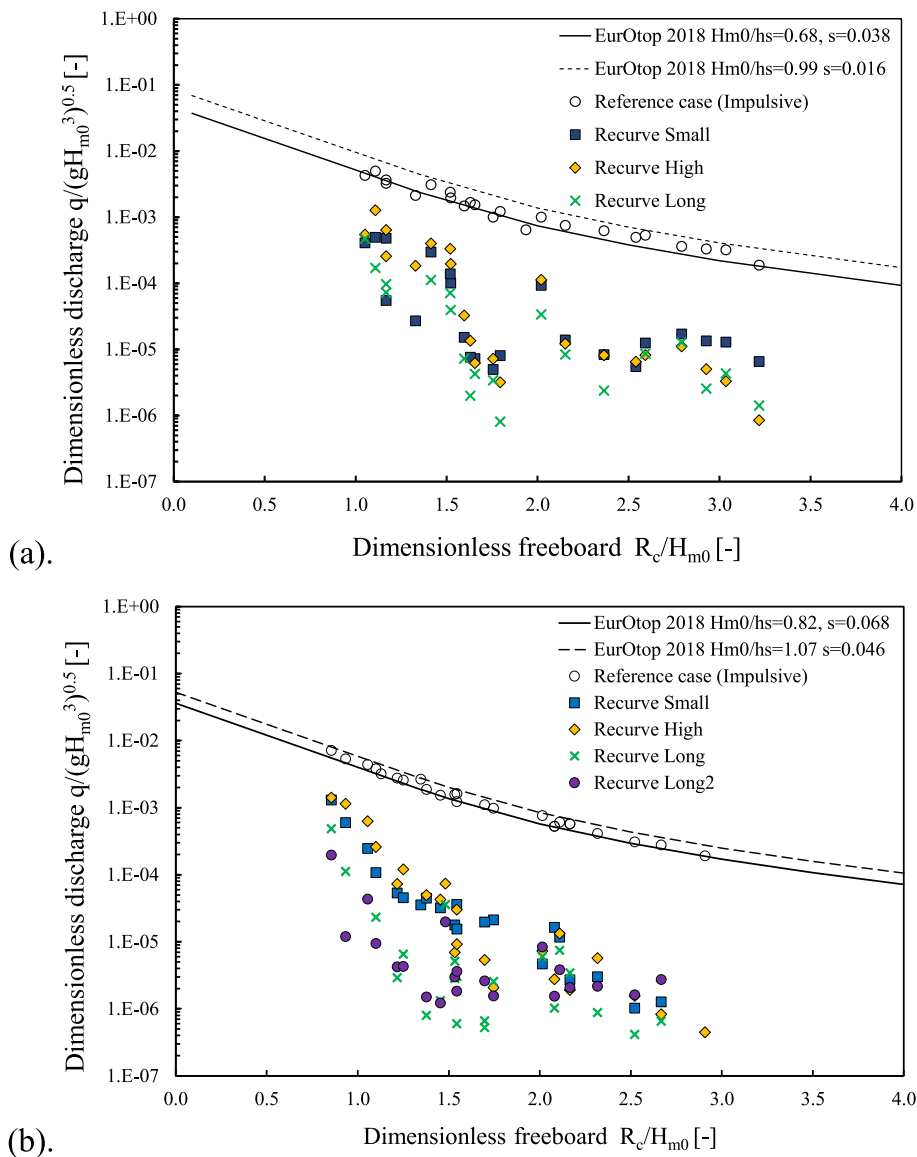 1.E+00
1.E-01
1.E-02
1.E-03
1.E-04
1.E-05
1.E-06
1.E-07
Dimensionless discharge q/(gHm0³)^0.5 [-]
EurOtop 2018 Hm0/hs=0.68, s=0.038
EurOtop 2018 Hm0/hs=0.99 s=0.016
Reference case (Impulsive)
Recurve Small
Recurve High
Recurve Long
0.0 0.5 1.0 1.5 2.0 2.5 3.0 3.5 4.0
Dimensionless freeboard Rc/Hm0 [-]
(a).
1.E+00
1.E-01
1.E-02
1.E-03
1.E-04
1.E-05
1.E-06
1.E-07
Dimensionless discharge q/(gHm0³)^0.5 [-]
EurOtop 2018 Hm0/hs=0.82, s=0.068
EurOtop 2018 Hm0/hs=1.07 s=0.046
Reference case (Impulsive)
Recurve Small
Recurve High
Recurve Long
Recurve Long2
0.0 0.5 1.0 1.5 2.0 2.5 3.0 3.5 4.0
Dimensionless freeboard Rc/Hm0 [-]
(b).